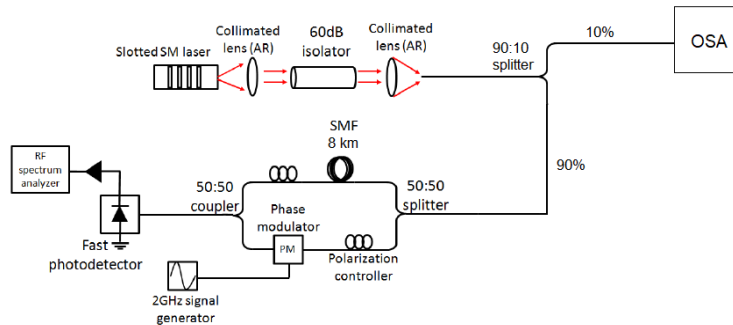 Slotted SM laser
Collimated
lens (AR)
60dB
isolator
Collimated
lens (AR)
90:10
splitter
10%
OSA
90%
SMF
8 km
RF
spectrum
analyzer
50:50
coupler
50:50
splitter
Phase
modulator
PM
Polarization
controller
Fast
photodetector
2GHz signal
generator